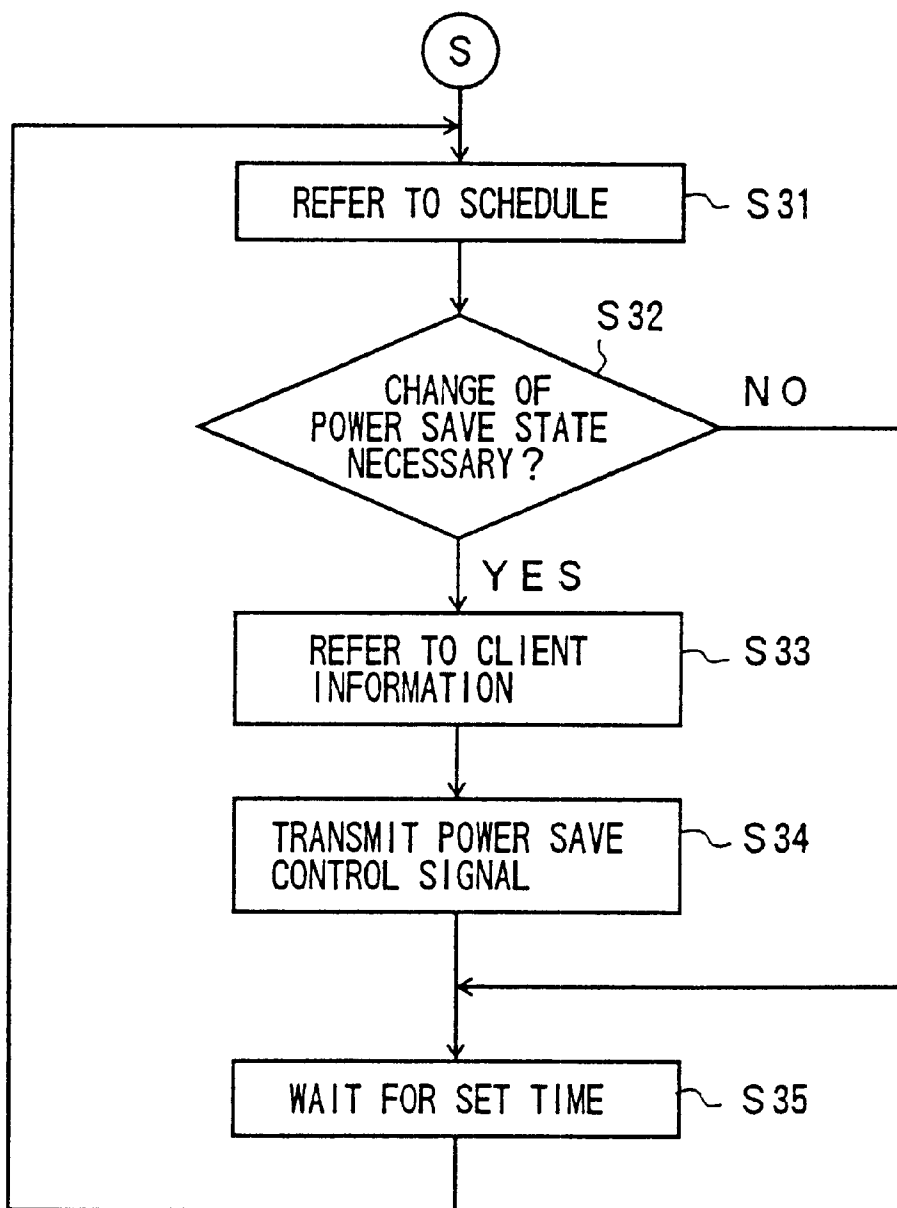 S
REFER TO SCHEDULE
S31
S32
CHANGE OF
POWER SAVE STATE
NECESSARY?
NO
YES
REFER TO CLIENT
INFORMATION
S33
TRANSMIT POWER SAVE
CONTROL SIGNAL
S34
WAIT FOR SET TIME
S35